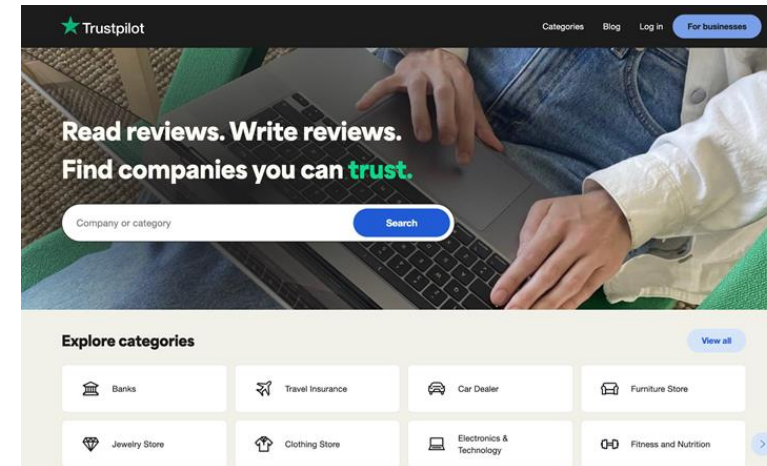 Trustpilot
Categories Blog Log in For businesses
Read reviews. Write reviews.
Find companies you can trust.
Company or category Search
Explore categories View all
Banks Travel Insurance Car Dealer Furniture Store
Jewelry Store Clothing Store Electronics &
Technology Fitness and Nutrition